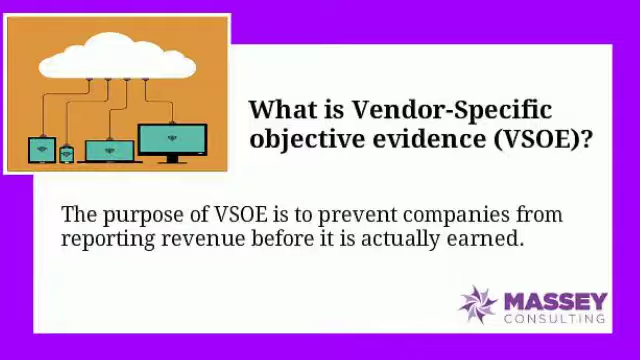 What is Vendor-Specific
objective evidence (VSOE)?
The purpose of VSOE is to prevent companies from
reporting revenue before it is actually earned.
MASSEY
CONSULTING